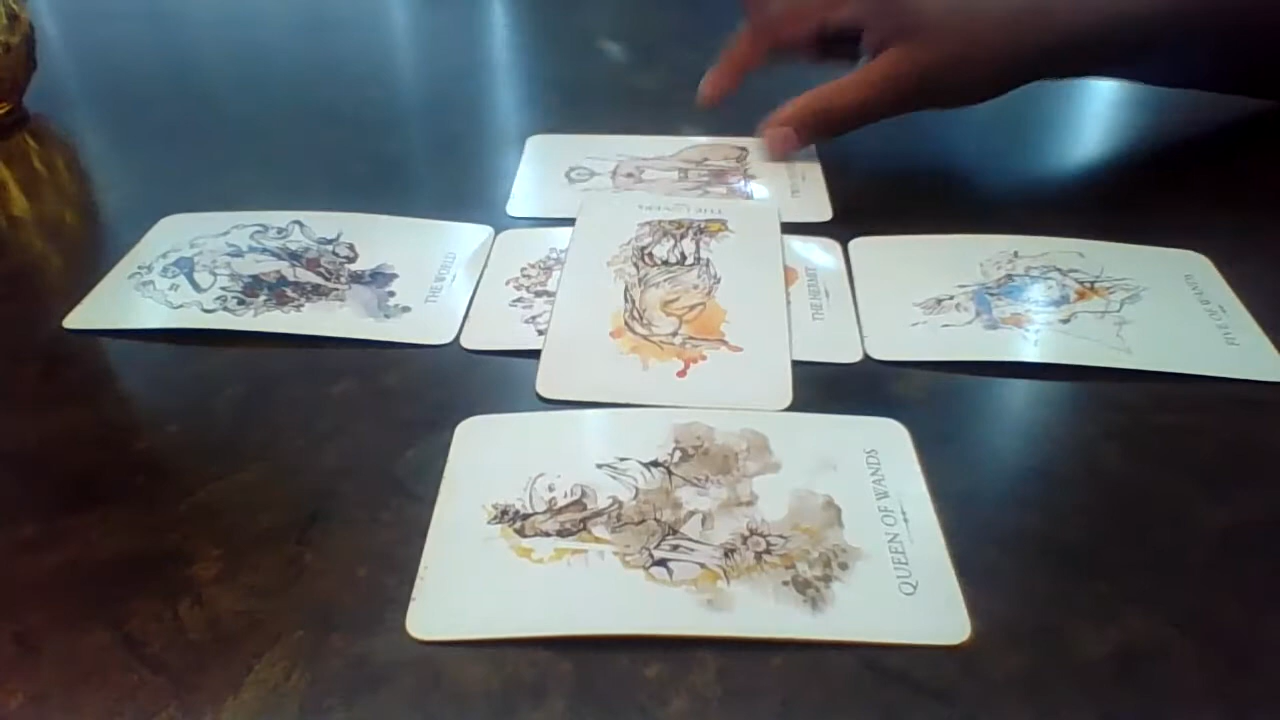 THE LOVERS
THE WORLD
THE HERMIT
FIVE OF WANDS
QUEEN OF WANDS